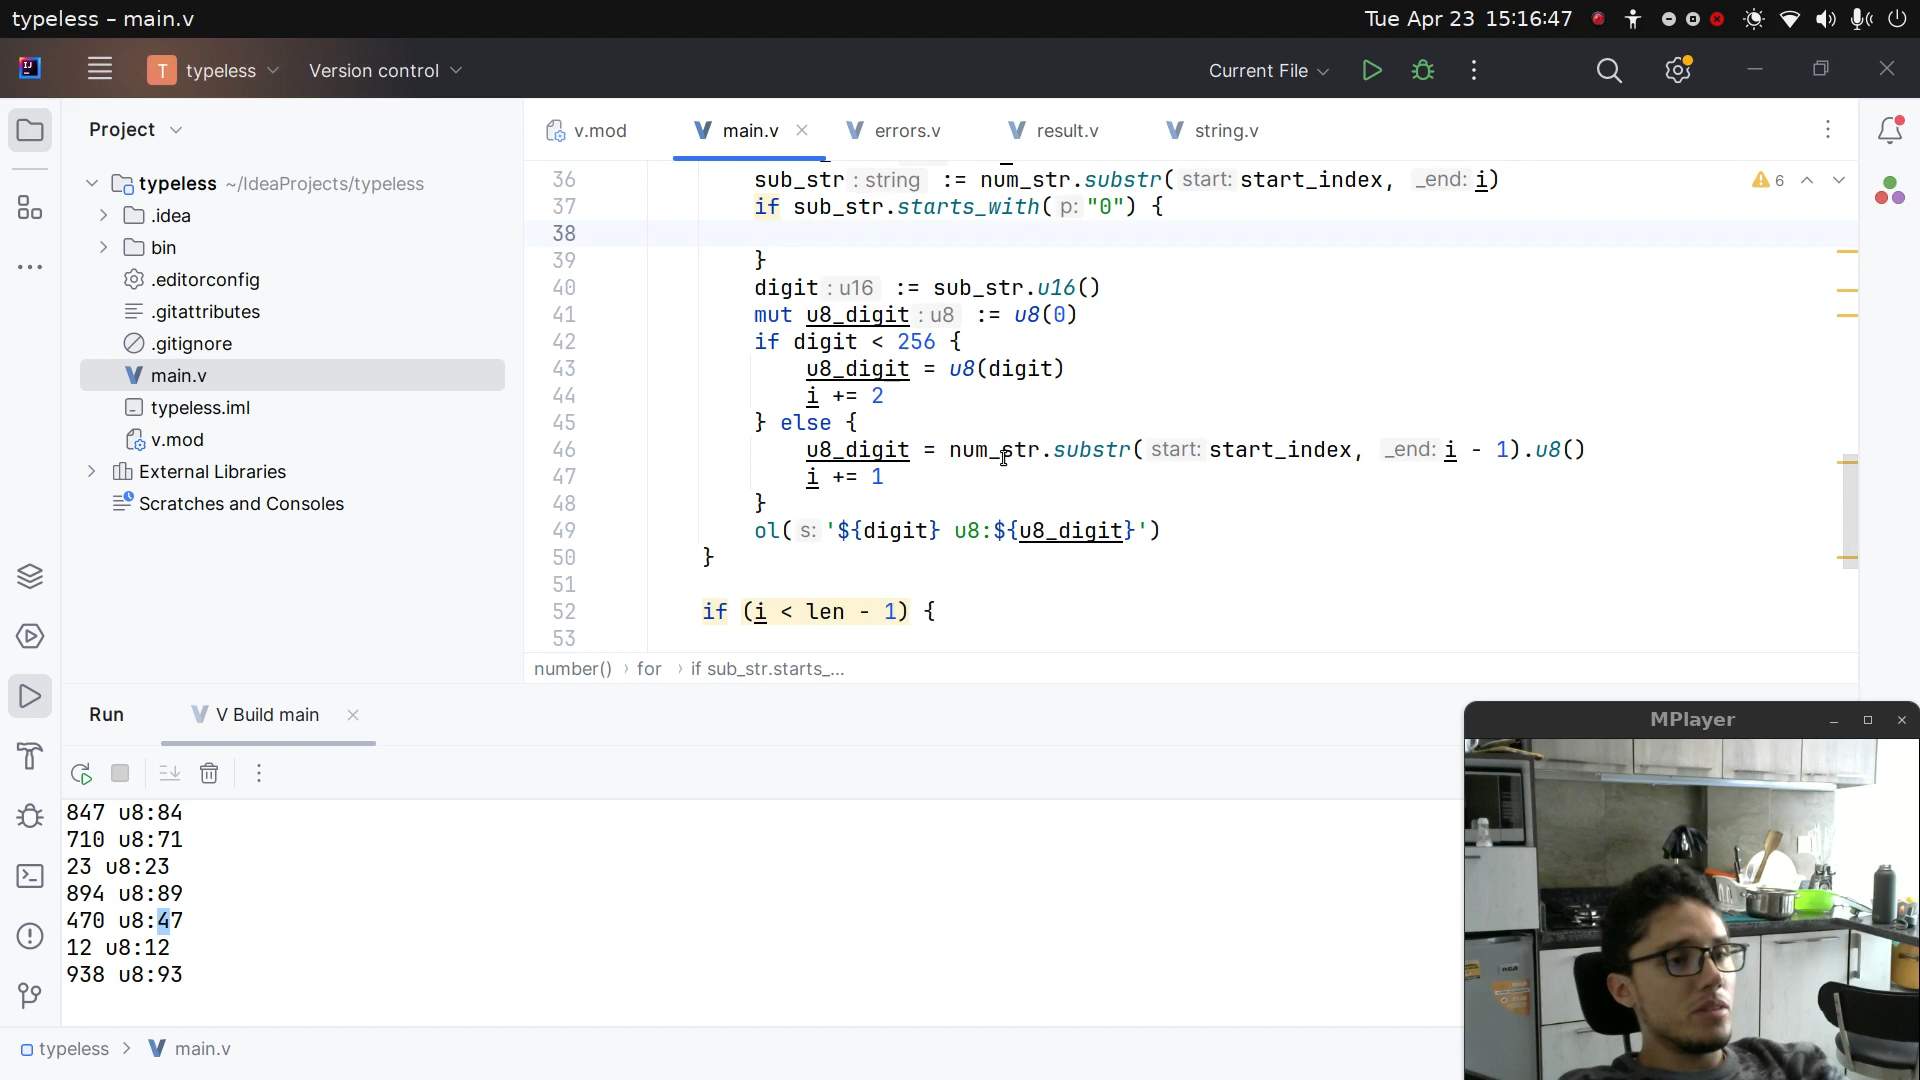 typeless – main.v
Tue Apr 23 15:16:47
IJ
T typeless
Version control
Current File
Project
v.mod
main.v
errors.v
result.v
string.v
typeless ~/IdeaProjects/typeless
.idea
bin
.editorconfig
.gitattributes
.gitignore
main.v
typeless.iml
v.mod
External Libraries
Scratches and Consoles
6
36 sub_str : string := num_str.substr( start: start_index, _end: i)
37 if sub_str.starts_with( p: "0") {
38
39 }
40 digit : u16 := sub_str.u16()
41 mut u8_digit : u8 := u8(0)
42 if digit < 256 {
43 u8_digit = u8(digit)
44 i += 2
45 } else {
46 u8_digit = num_str.substr( start: start_index, _end: i - 1).u8()
47 i += 1
48 }
49 ol( s: '${digit} u8:${u8_digit}')
50 }
51
52 if (i < len - 1) {
53
number() › for › if sub_str.starts_...
Run
V Build main
847 u8:84
710 u8:71
23 u8:23
894 u8:89
470 u8:47
12 u8:12
938 u8:93
typeless > main.v
MPlayer